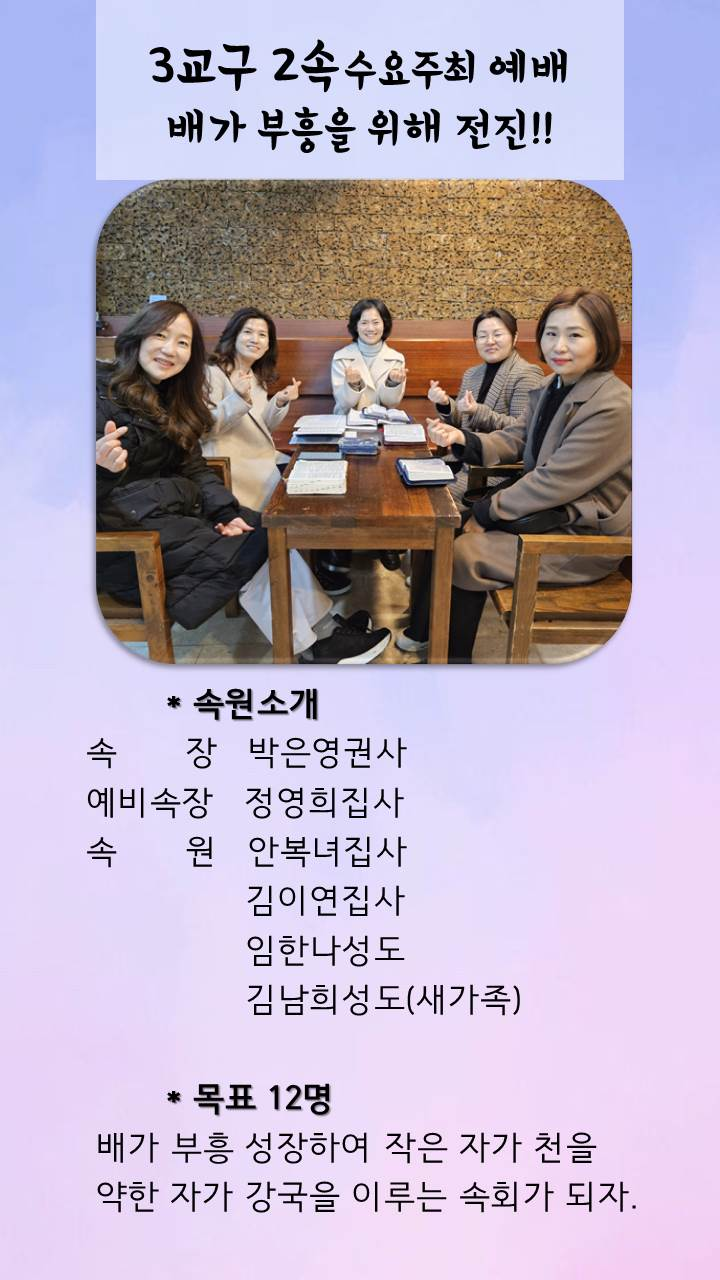 3교구 2속수요주최 예배
배가 부흥을 위해 전진!!
* 속원소개
속 장 박은영권사
예비속장 정영희집사
속 원 안복녀집사
김이연집사
임한나성도
김남희성도(새가족)
* 목표 12명
배가 부흥 성장하여 작은 자가 천을
약한 자가 강국을 이루는 속회가 되자.